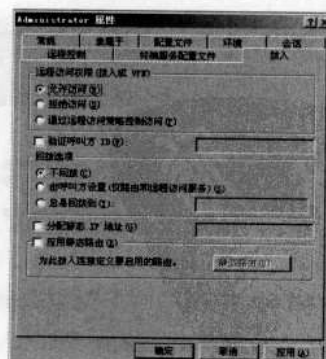 Administrator 属性
常规 隶属于 配置文件 环境 会话
远程控制 终端服务配置文件 拨入
远程访问权限(拨入或 VPN)
允许访问(W)
拒绝访问(D)
通过远程访问策略控制访问(P)
验证呼叫方 ID(V):
回拨选项
不回拨(C)
由呼叫方设置(仅路由和远程访问服务)(S)
总是回拨到(Y):
分配静态 IP 地址(I)
应用静态路由(R)
为此拨入连接定义要启用的路由。
静态路由(U)
确定 取消 应用(A)